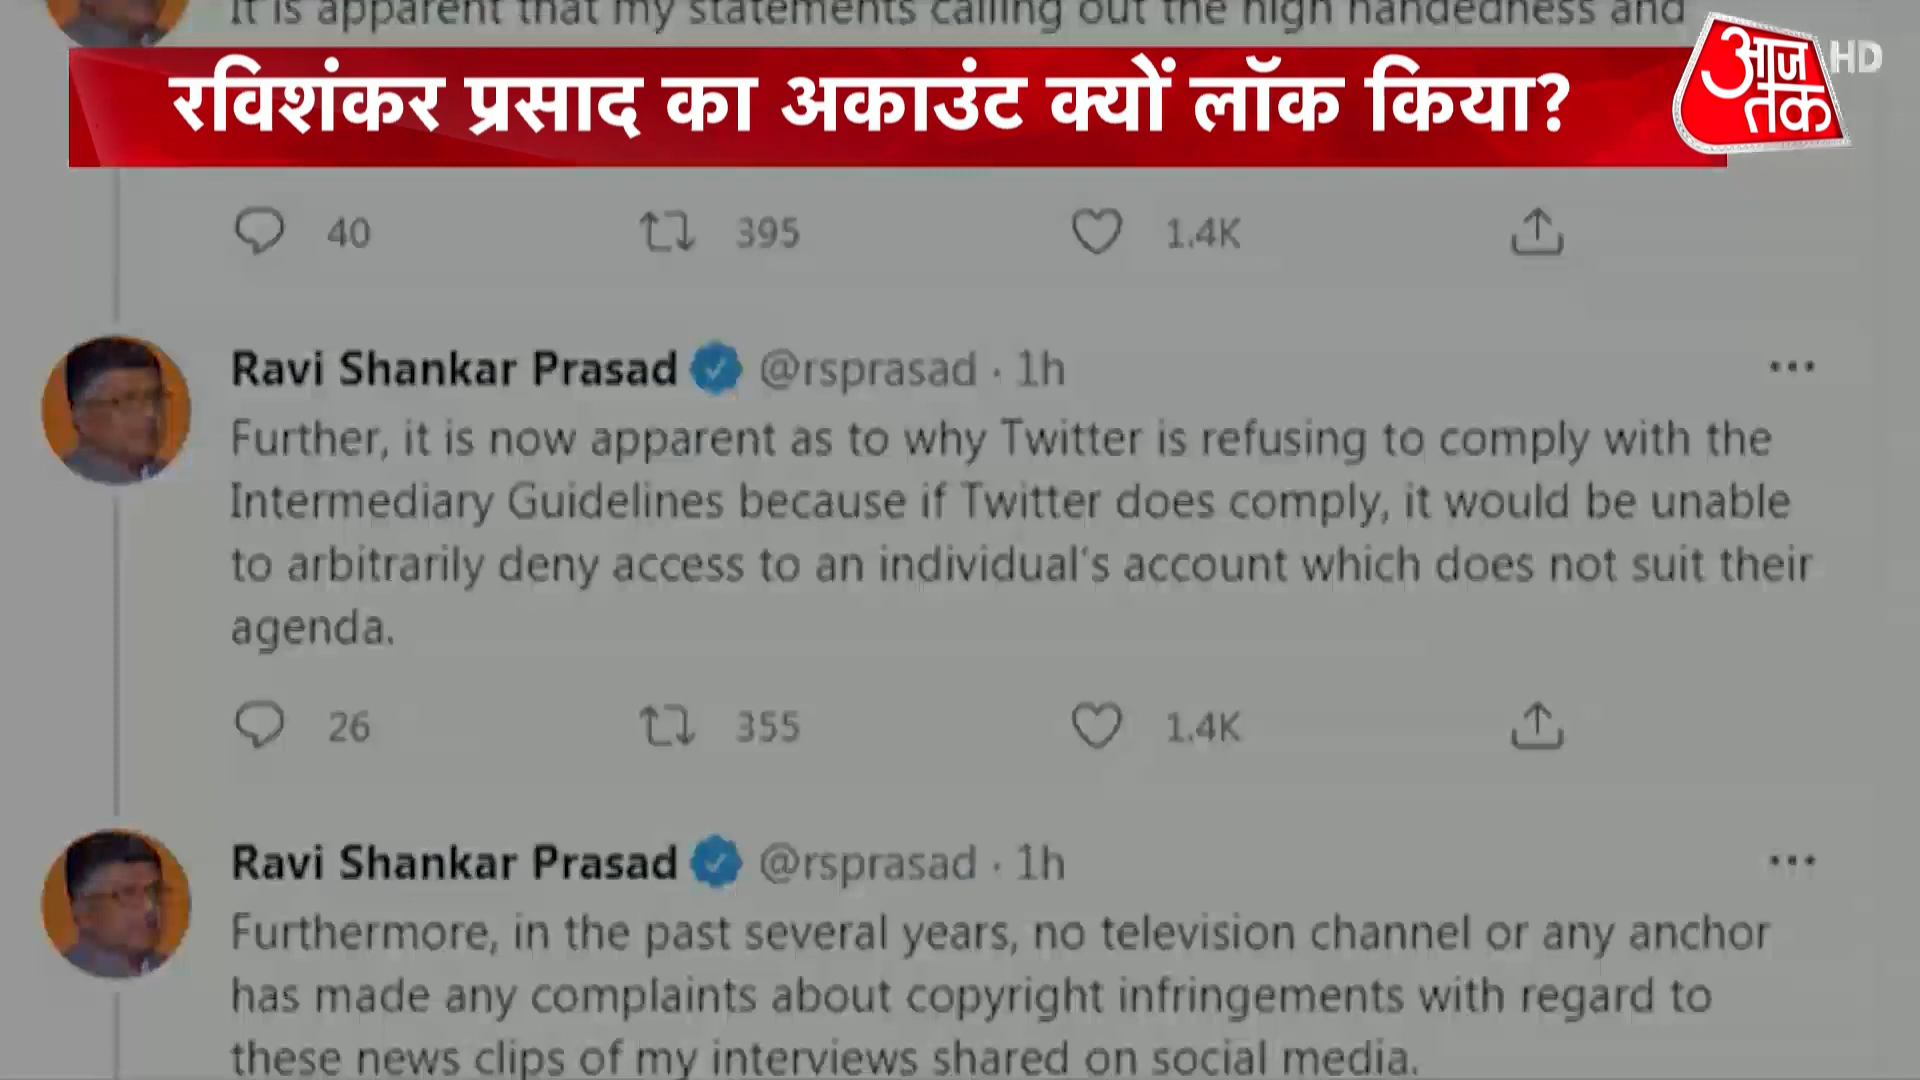 It is apparent that my statements calling out the high handedness and
रविशंकर प्रसाद का अकाउंट क्यों लॉक किया?
आज तक HD
40 395 1.4K
Ravi Shankar Prasad @rsprasad · 1h
Further, it is now apparent as to why Twitter is refusing to comply with the
Intermediary Guidelines because if Twitter does comply, it would be unable
to arbitrarily deny access to an individual's account which does not suit their
agenda.
26 355 1.4K
Ravi Shankar Prasad @rsprasad · 1h
Furthermore, in the past several years, no television channel or any anchor
has made any complaints about copyright infringements with regard to
these news clips of my interviews shared on social media.